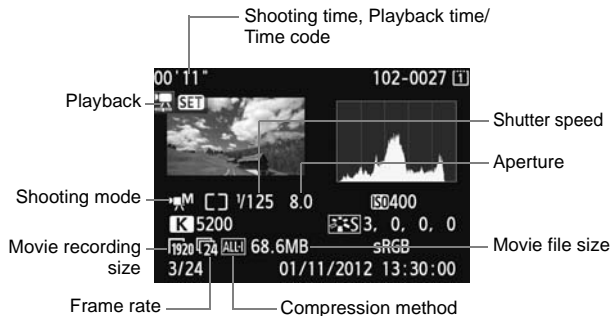 Shooting time, Playback time/
Time code
00'11"
102-0027 1
Playback
SET
Shutter speed
Aperture
Shooting mode
M 1/125 8.0 ISO400
K 5200
S 3, 0, 0, 0
Movie recording
size
1920 24 ALL-I 68.6MB sRGB
Movie file size
3/24 01/11/2012 13:30:00
Frame rate
Compression method